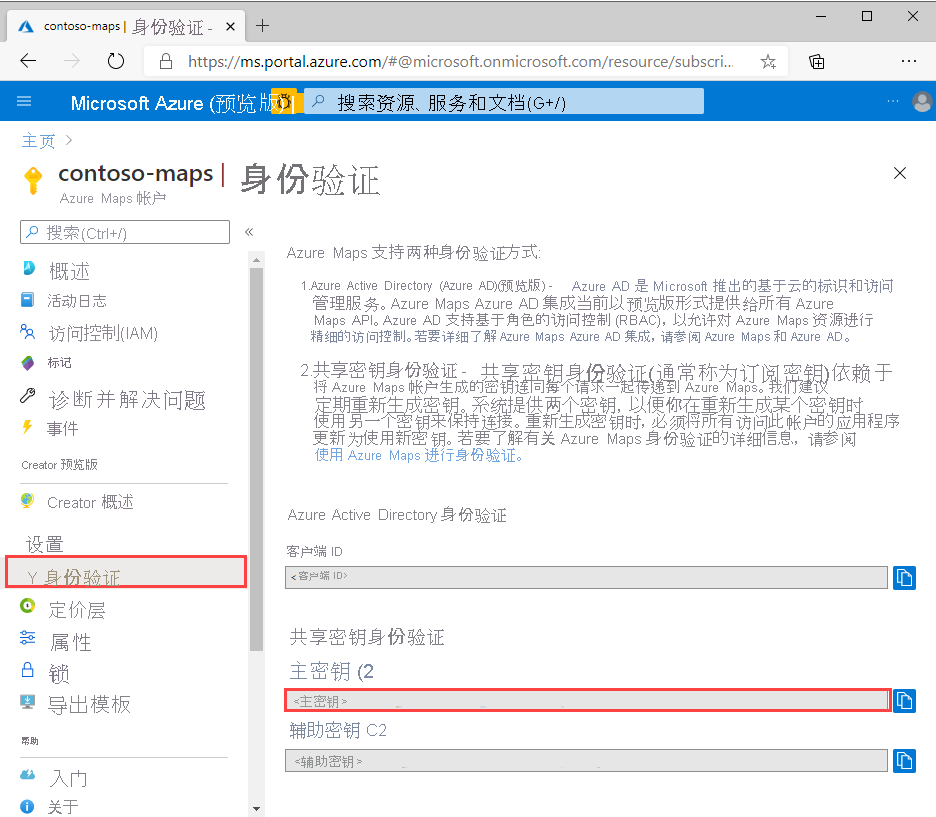 contoso-maps | 身份验证 -
https://ms.portal.azure.com/#@microsoft.onmicrosoft.com/resource/subscri...
Microsoft Azure (预览版)
搜索资源、服务和文档(G+/)
主页
contoso-maps | 身份验证
Azure Maps 帐户
搜索(Ctrl+/)
概述
活动日志
访问控制(IAM)
标记
诊断并解决问题
事件
Creator 预览版
Creator 概述
设置
Y 身份验证
定价层
属性
锁
导出模板
帮助
入门
关于
Azure Maps 支持两种身份验证方式:
1.Azure Active Directory (Azure AD)(预览版) - Azure AD 是 Microsoft 推出的基于云的标识和访问
管理服务。Azure Maps Azure AD 集成当前以预览版形式提供给所有 Azure
Maps API。Azure AD 支持基于角色的访问控制 (RBAC)，以允许对 Azure Maps 资源进行
精细的访问控制。若要详细了解 Azure Maps Azure AD 集成，请参阅 Azure Maps 和 Azure AD。
2.共享密钥身份验证 - 共享密钥身份验证(通常称为订阅密钥)依赖于
将 Azure Maps 帐户生成的密钥连同每个请求一起传递到 Azure Maps。我们建议
定期重新生成密钥。系统提供两个密钥，以便你在重新生成某个密钥时
使用另一个密钥来保持连接。重新生成密钥时，必须将所有访问此帐户的应用程序
更新为使用新密钥。若要了解有关 Azure Maps 身份验证的详细信息，请参阅
使用 Azure Maps 进行身份验证。
Azure Active Directory 身份验证
客户端 ID
<客户端 ID>
共享密钥身份验证
主密钥 (2
<主密钥>
辅助密钥 C2
<辅助密钥>